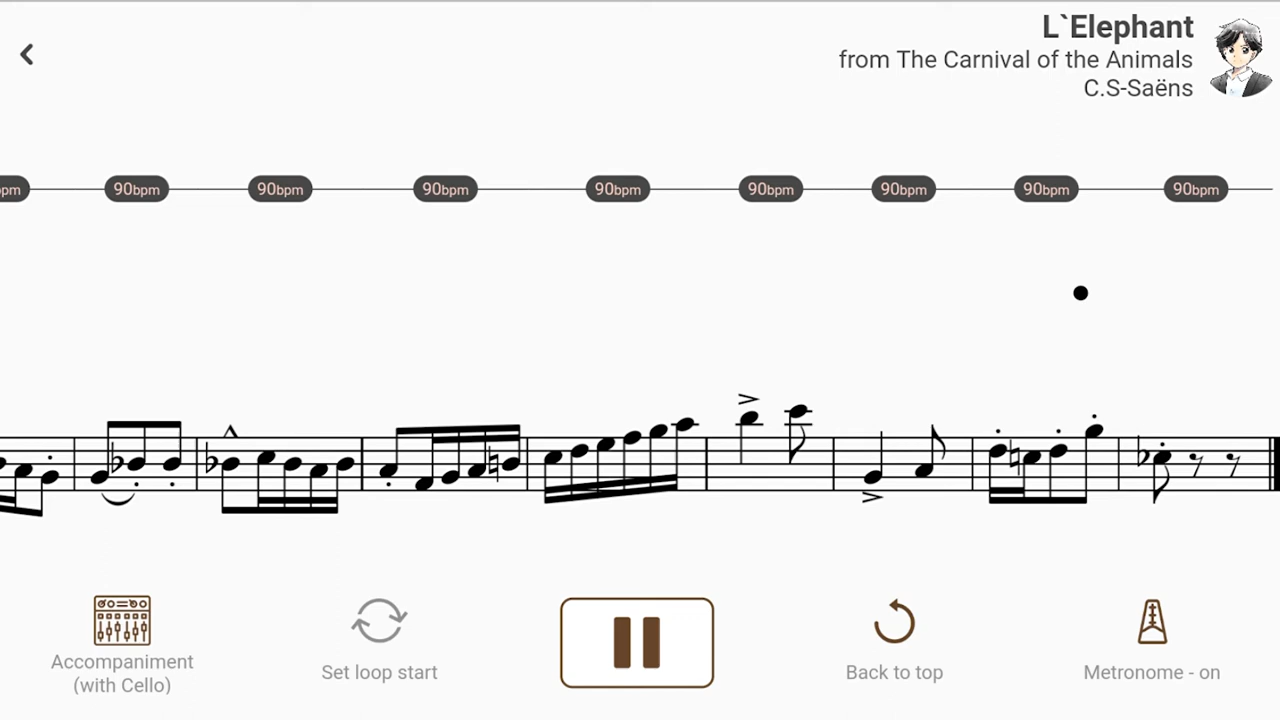 L`Elephant
from The Carnival of the Animals
C.S-Saëns
pm 90bpm 90bpm 90bpm 90bpm 90bpm 90bpm 90bpm 90bpm
Accompaniment
(with Cello)
Set loop start
Back to top
Metronome - on